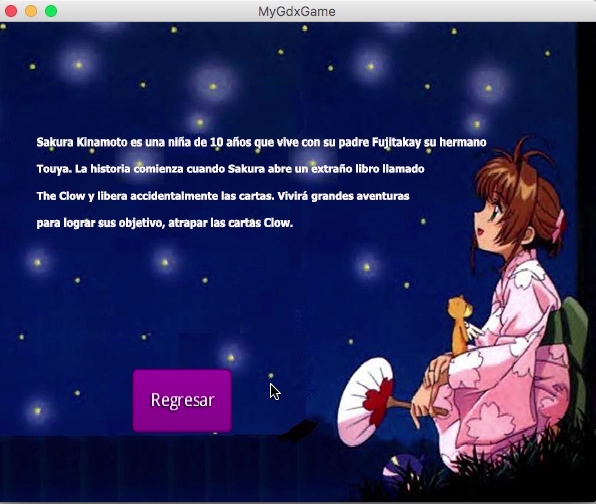 MyGdxGame
Sakura Kinamoto es una niña de 10 años que vive con su padre Fujitakay su hermano
Touya. La historia comienza cuando Sakura abre un extraño libro llamado
The Clow y libera accidentalmente las cartas. Vivirá grandes aventuras
para lograr sus objetivo, atrapar las cartas Clow.
Regresar